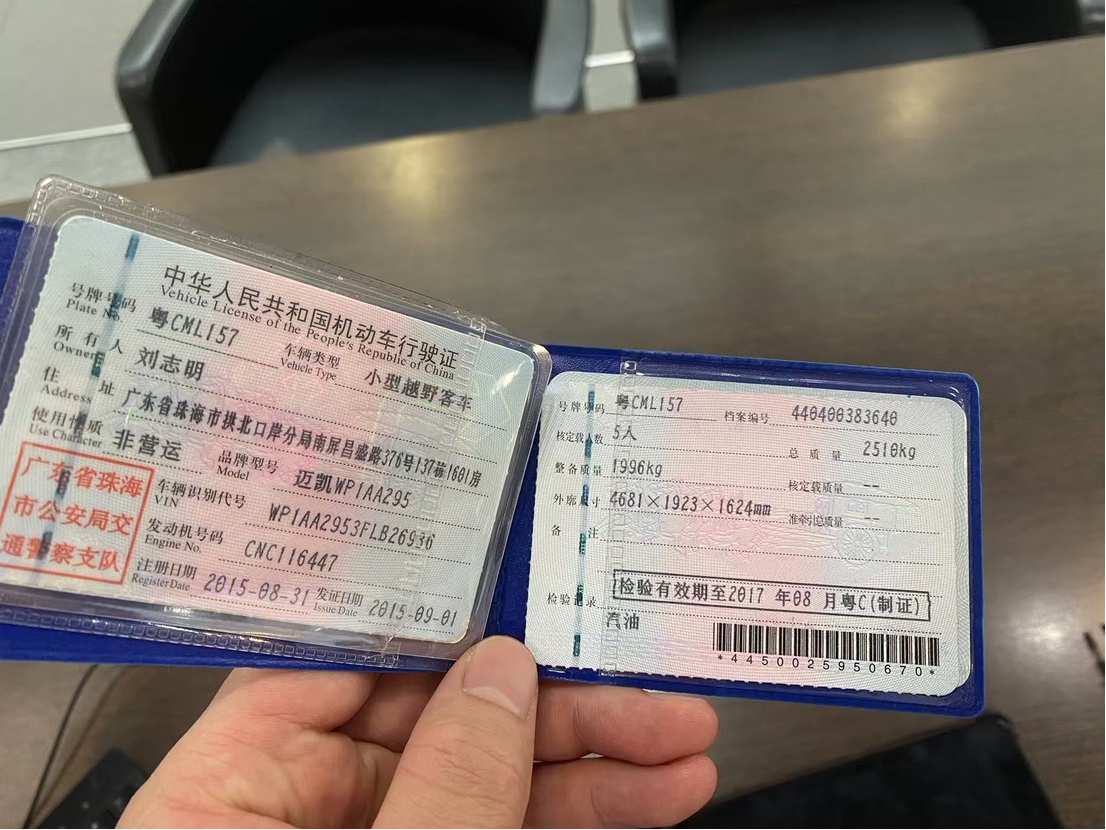 中华人民共和国机动车行驶证
Vehicle License of the People's Republic of China
号牌号码 粤CML157 车辆类型 小型越野客车
Plate No. Vehicle Type
所有人 刘志明
Owner
住址 广东省珠海市拱北口岸分局南屏昌盛路376号137栋1601房
Address
使用性质 非营运 品牌型号 迈凯WP1AA295
Use Character Model
广东省珠海
市公安局交
通警察支队
车辆识别代号 WP1AA2953FLB26936
VIN
发动机号码 CNC116447
Engine No.
注册日期 2015-08-31 发证日期 2015-09-01
Register Date Issue Date
号牌号码 粤CML157 档案编号 440400383640
核定载人数 5人 总质量 2510kg
整备质量 1996kg 核定载质量 --
外廓尺寸 4681×1923×1624mm 准牵引总质量 --
备注
检验记录 检验有效期至2017 年08 月粤C(制证)
汽油
*4450025950670*